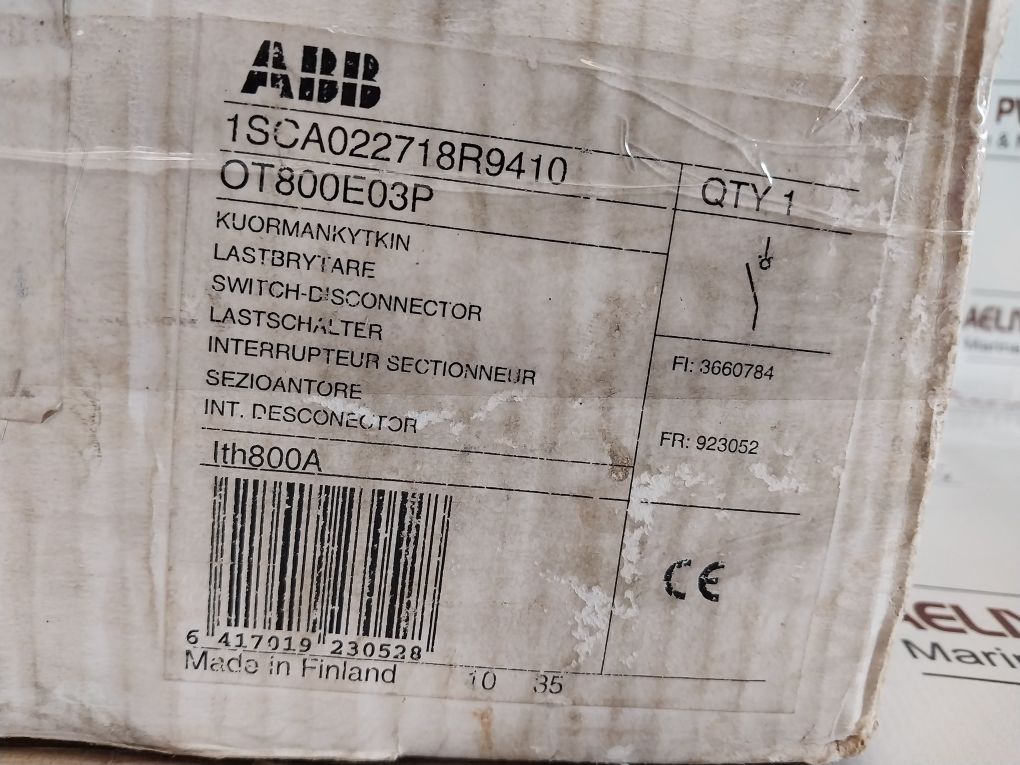 ABB
1SCA022718R9410
OT800E03P
QTY 1
KUORMANKYTKIN
LASTBRYTARE
SWITCH-DISCONNECTOR
LASTSCHALTER
INTERRUPTEUR SECTIONNEUR
SEZIOANTORE
INT. DESCONECTOR
FI: 3660784
FR: 923052
Ith800A
CE
6 417019 230528
Made in Finland
10 35